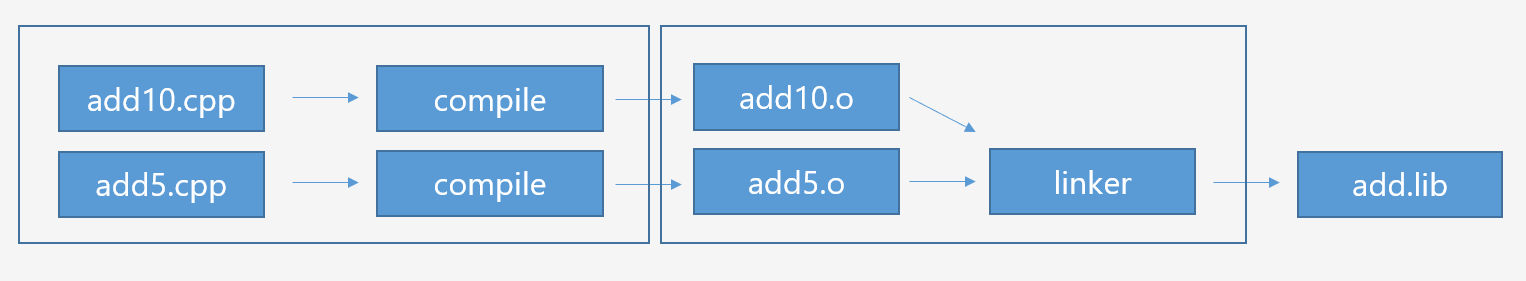 add10.cpp
compile
add10.o
add5.cpp
compile
add5.o
linker
add.lib